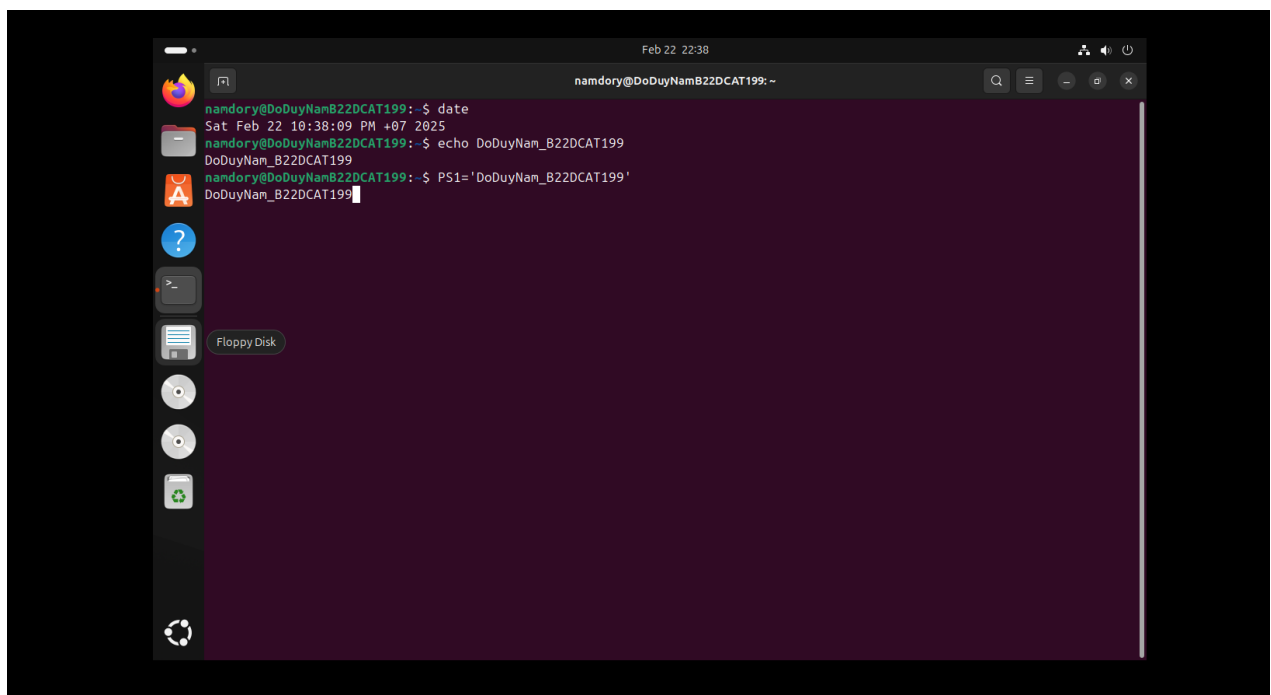 Feb 22 22:38
namdory@DoDuyNamB22DCAT199: ~
namdory@DoDuyNamB22DCAT199:~$ date
Sat Feb 22 10:38:09 PM +07 2025
namdory@DoDuyNamB22DCAT199:~$ echo DoDuyNam_B22DCAT199
DoDuyNam_B22DCAT199
namdory@DoDuyNamB22DCAT199:~$ PS1='DoDuyNam_B22DCAT199'
DoDuyNam_B22DCAT199
Floppy Disk